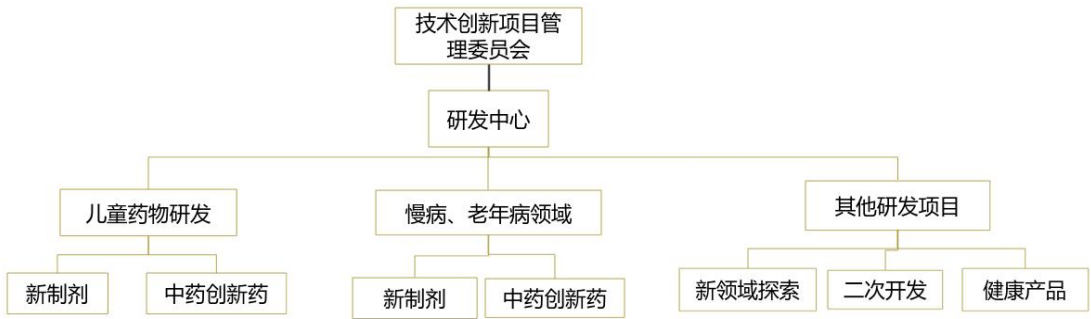 技术创新项目管
理委员会
研发中心
儿童药物研发
慢病、老年病领域
其他研发项目
新制剂
中药创新药
新制剂
中药创新药
新领域探索
二次开发
健康产品